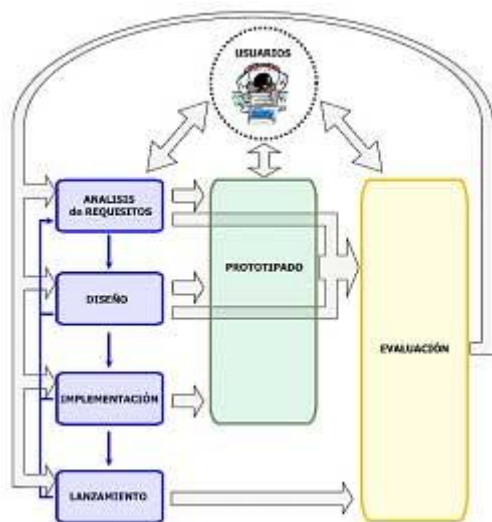 USUARIOS
ANALISIS
de REQUISITOS
PROTOTIPADO
DISEÑO
EVALUACIÓN
IMPLEMENTACIÓN
LANZAMIENTO